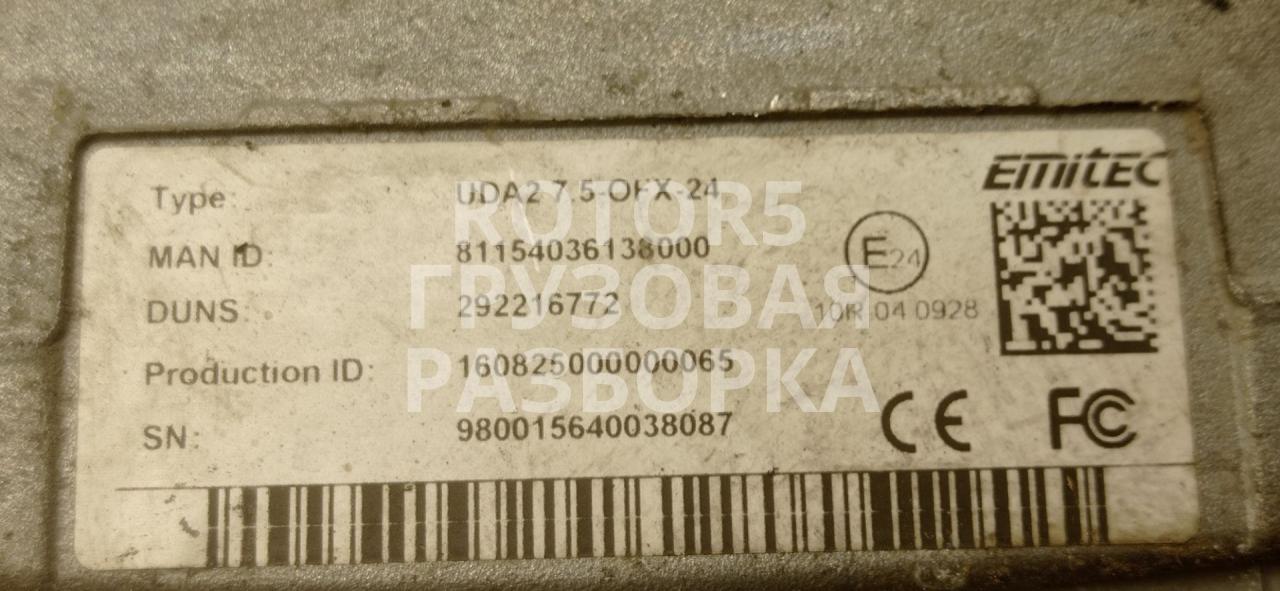 EMITEC
Type: UDA2 7.5-OFX-24
MAN ID: 81154036138000
E24
DUNS: 292216772
10R 04 0928
Production ID: 160825000000065
SN: 980015640038087
CE FC
ROTOR5
ГРУЗОВАЯ
РАЗБОРКА